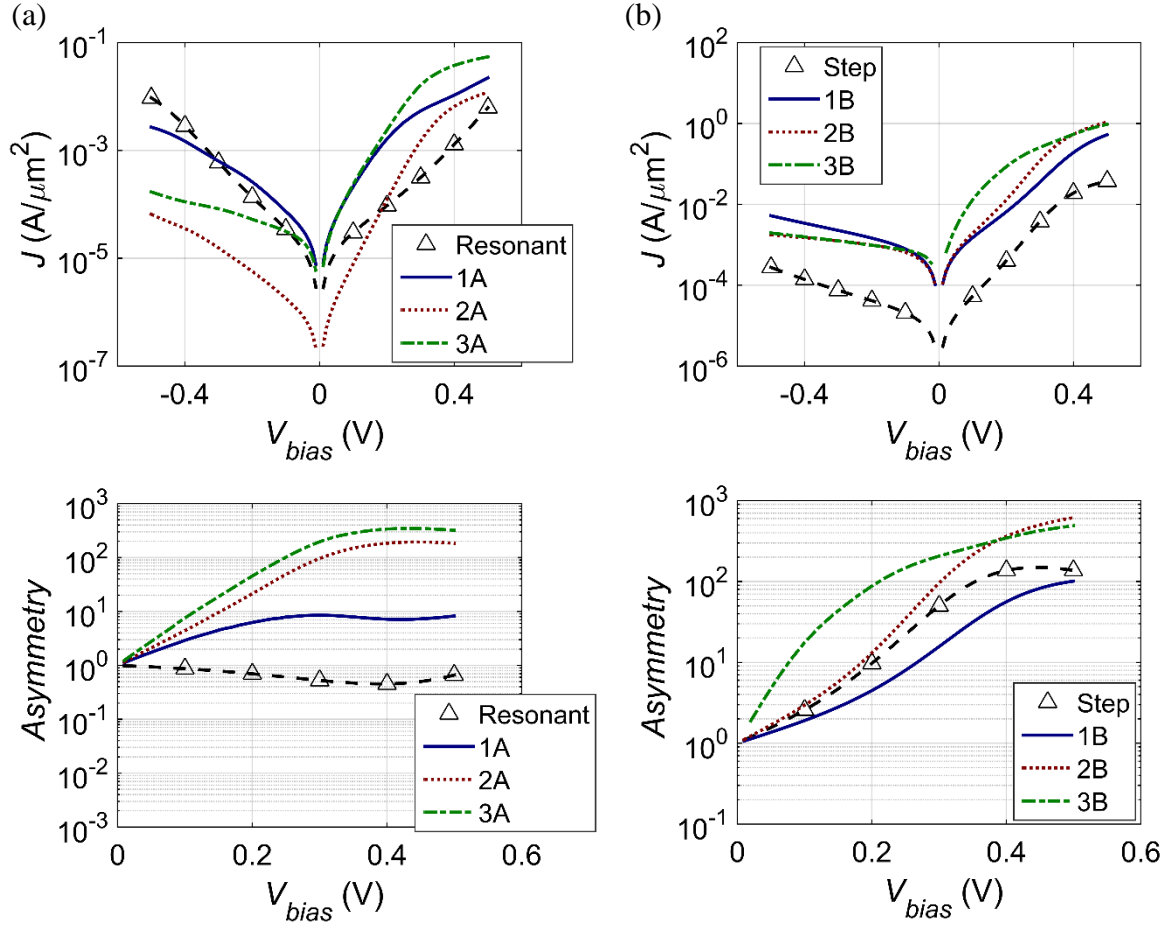 (a)
10^-1
10^-3
10^-5
10^-7
J (A/μm^2)
Resonant
1A
2A
3A
-0.4
0
0.4
V_bias (V)
(b)
10^2
10^0
10^-2
10^-4
10^-6
J (A/μm^2)
Step
1B
2B
3B
-0.4
0
0.4
V_bias (V)
10^3
10^2
10^1
10^0
10^-1
10^-2
10^-3
Asymmetry
Resonant
1A
2A
3A
0
0.2
0.4
0.6
V_bias (V)
10^3
10^2
10^1
10^0
10^-1
Asymmetry
Step
1B
2B
3B
0
0.2
0.4
0.6
V_bias (V)